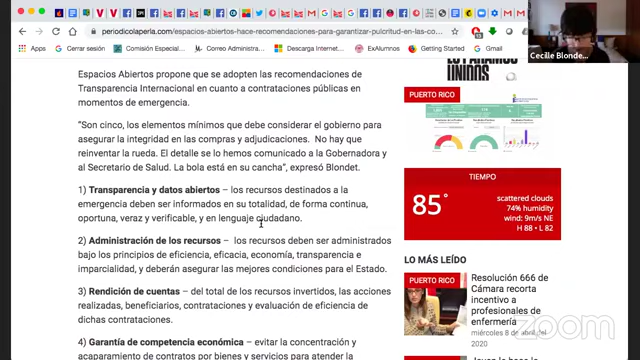 periodicolaperla.com/espacios-abiertos-hace-recomendaciones-para-garantizar-pulcritud-en-las-co
Gmail
Cerrar sesión
Comisión Especial...
Correo Administra...
Descarga Internet...
ExAlumnos
Getting Started
Gmail
Cecille Blonde...
Espacios Abiertos propone que se adopten las recomendaciones de
Transparencia Internacional en cuanto a contrataciones públicas en
momentos de emergencia.
“Son cinco, los elementos mínimos que debe considerar el gobierno para
asegurar la integridad en las compras y adjudicaciones. No hay que
reinventar la rueda. El detalle se lo hemos comunicado a la Gobernadora y
al Secretario de Salud. La bola está en su cancha”, expresó Blondet.
1) Transparencia y datos abiertos – los recursos destinados a la
emergencia deben ser informados en su totalidad, de forma continua,
oportuna, veraz y verificable, y en lenguaje ciudadano.
2) Administración de los recursos – los recursos deben ser administrados
bajo los principios de eficiencia, eficacia, economía, transparencia e
imparcialidad, y deberán asegurar las mejores condiciones para el Estado.
3) Rendición de cuentas – del total de los recursos invertidos, las acciones
realizadas, beneficiarios, contrataciones y evaluación de eficiencia de
dichas contrataciones.
4) Garantía de competencia económica – evitar la concentración y
acaparamiento de contratos por bienes y servicios para atender la
UNIDOS
PUERTO RICO
TIEMPO
85°
scattered clouds
74% humidity
wind: 9m/s NE
H 88 • L 82
LO MÁS LEÍDO
PUERTO RICO
Resolución 666 de
Cámara recorta
incentivo a
profesionales de
enfermería
miércoles 8 de abril de
2020
PUERTO RICO
zoom